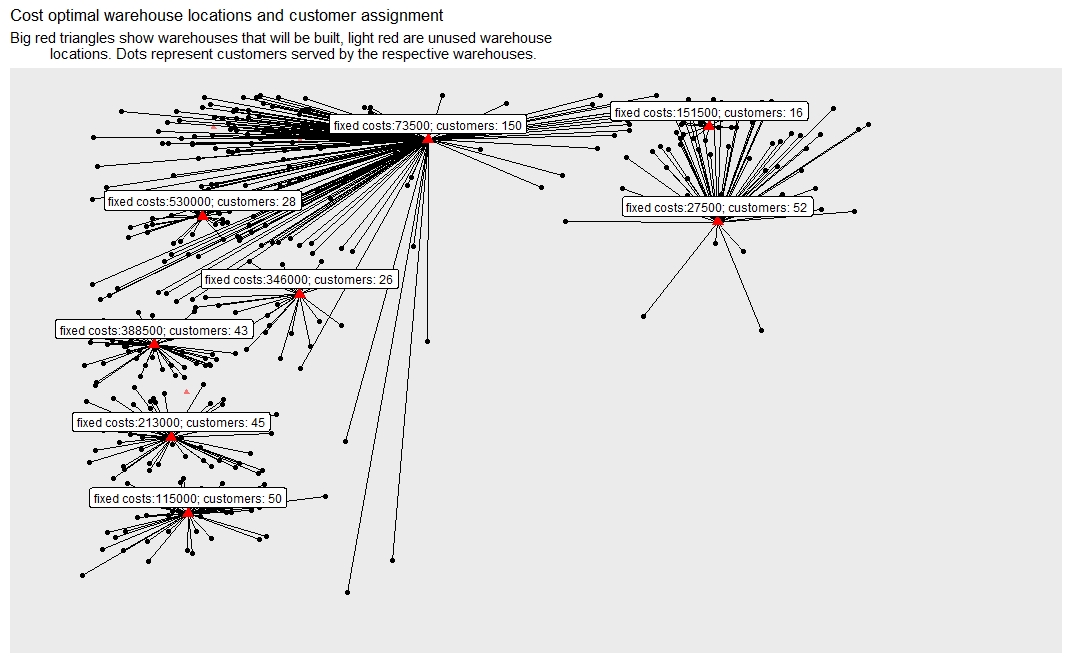 Cost optimal warehouse locations and customer assignment
Big red triangles show warehouses that will be built, light red are unused warehouse
locations. Dots represent customers served by the respective warehouses.
fixed costs:151500; customers: 16
fixed costs:73500; customers: 150
fixed costs:530000; customers: 28
fixed costs:27500; customers: 52
fixed costs:346000; customers: 26
fixed costs:388500; customers: 43
fixed costs:213000; customers: 45
fixed costs:115000; customers: 50